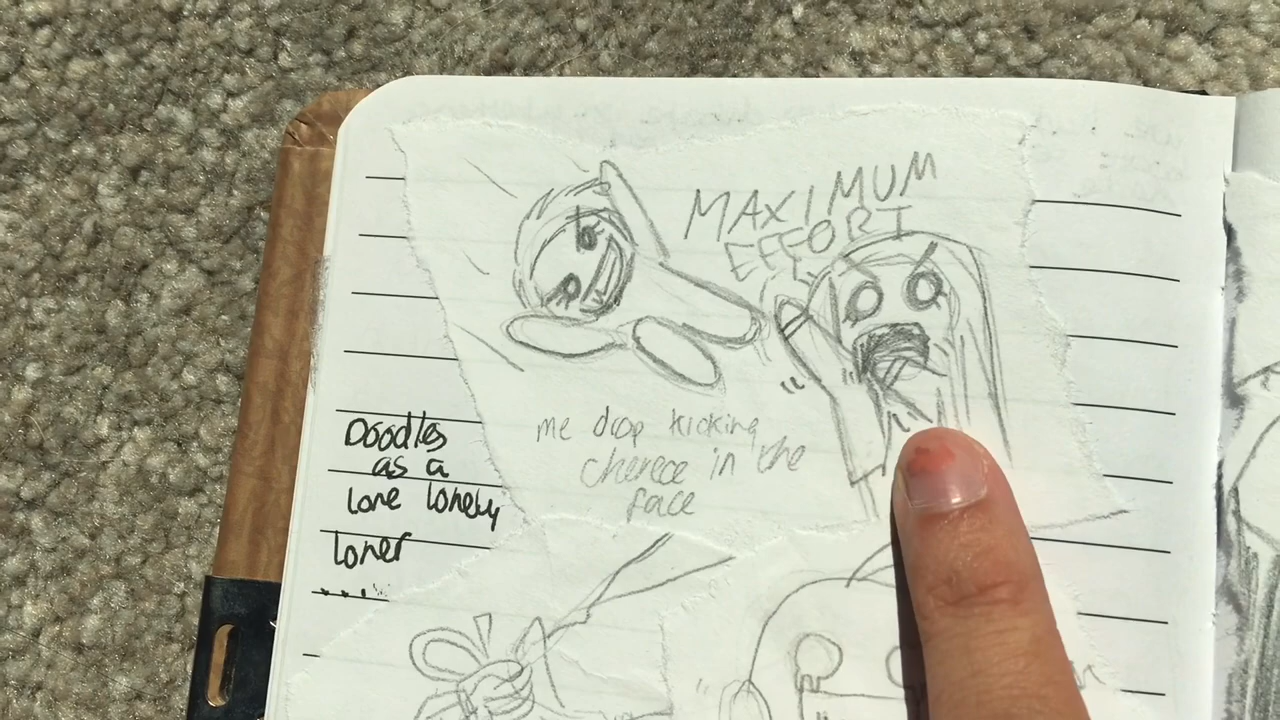 MAXIMUM
EFFORT
me drop kicking
cherece in the
face
Doodles
as a
lone lonely
loner
....